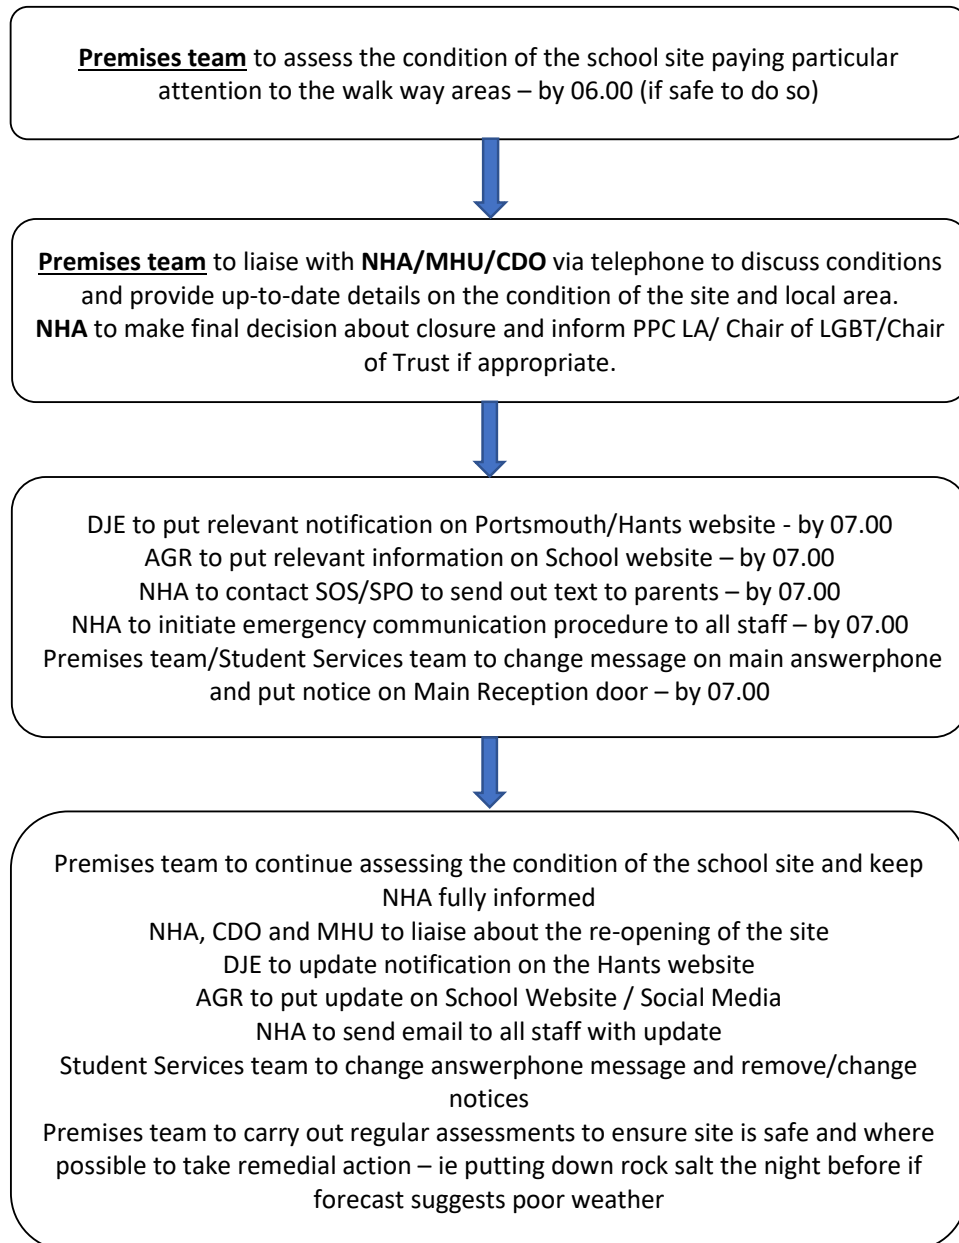 Premises team to assess the condition of the school site paying particular
attention to the walk way areas – by 06.00 (if safe to do so)
Premises team to liaise with NHA/MHU/CDO via telephone to discuss conditions
and provide up-to-date details on the condition of the site and local area.
NHA to make final decision about closure and inform PPC LA/ Chair of LGBT/Chair
of Trust if appropriate.
DJE to put relevant notification on Portsmouth/Hants website - by 07.00
AGR to put relevant information on School website – by 07.00
NHA to contact SOS/SPO to send out text to parents – by 07.00
NHA to initiate emergency communication procedure to all staff – by 07.00
Premises team/Student Services team to change message on main answerphone
and put notice on Main Reception door – by 07.00
Premises team to continue assessing the condition of the school site and keep
NHA fully informed
NHA, CDO and MHU to liaise about the re-opening of the site
DJE to update notification on the Hants website
AGR to put update on School Website / Social Media
NHA to send email to all staff with update
Student Services team to change answerphone message and remove/change
notices
Premises team to carry out regular assessments to ensure site is safe and where
possible to take remedial action – ie putting down rock salt the night before if
forecast suggests poor weather